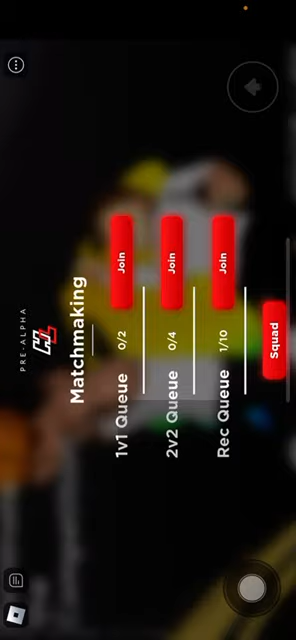 PRE-ALPHA
Matchmaking
1v1 Queue 0/2 Join
2v2 Queue 0/4 Join
Rec Queue 1/10 Join
Squad